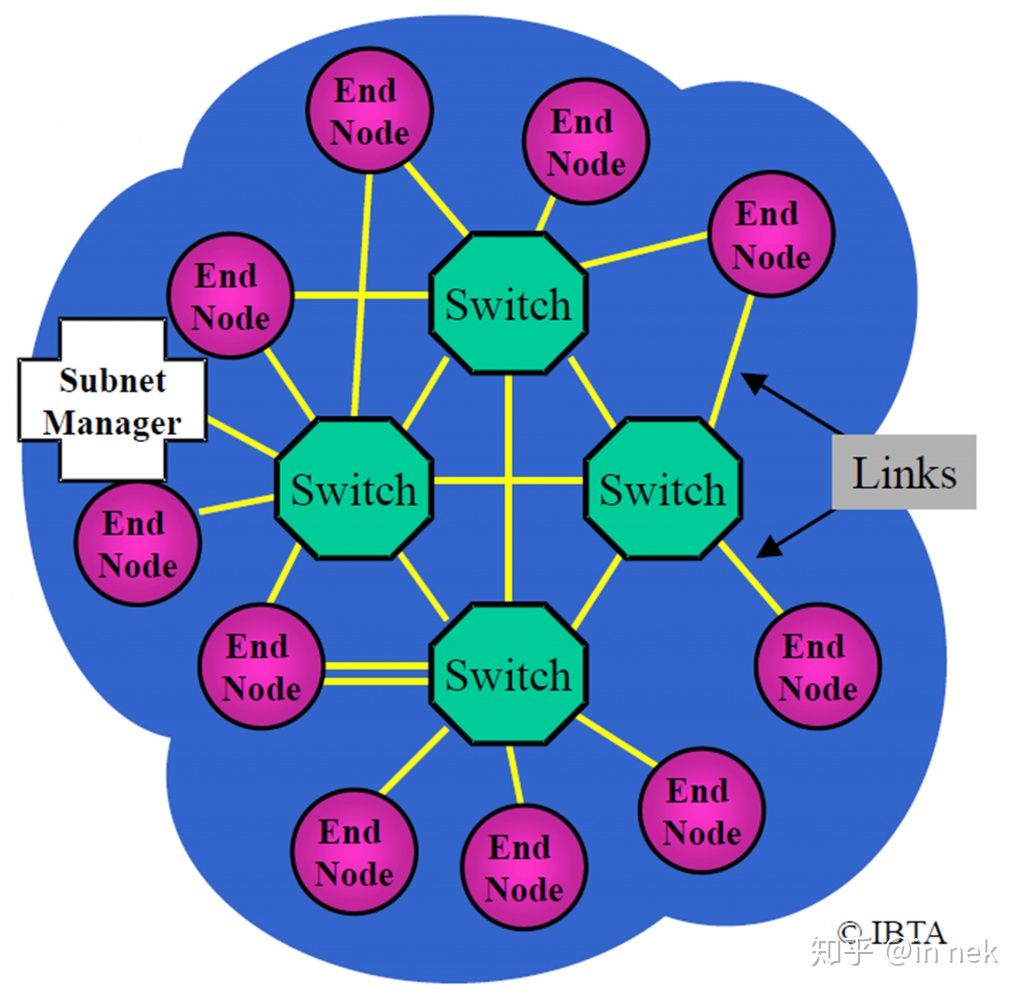 End
Node
End
Node
End
Node
End
Node
Switch
Subnet
Manager
Links
Switch
Switch
End
Node
End
Node
Switch
End
Node
End
Node
End
Node
End
Node
© IBTA
知乎 @in nek